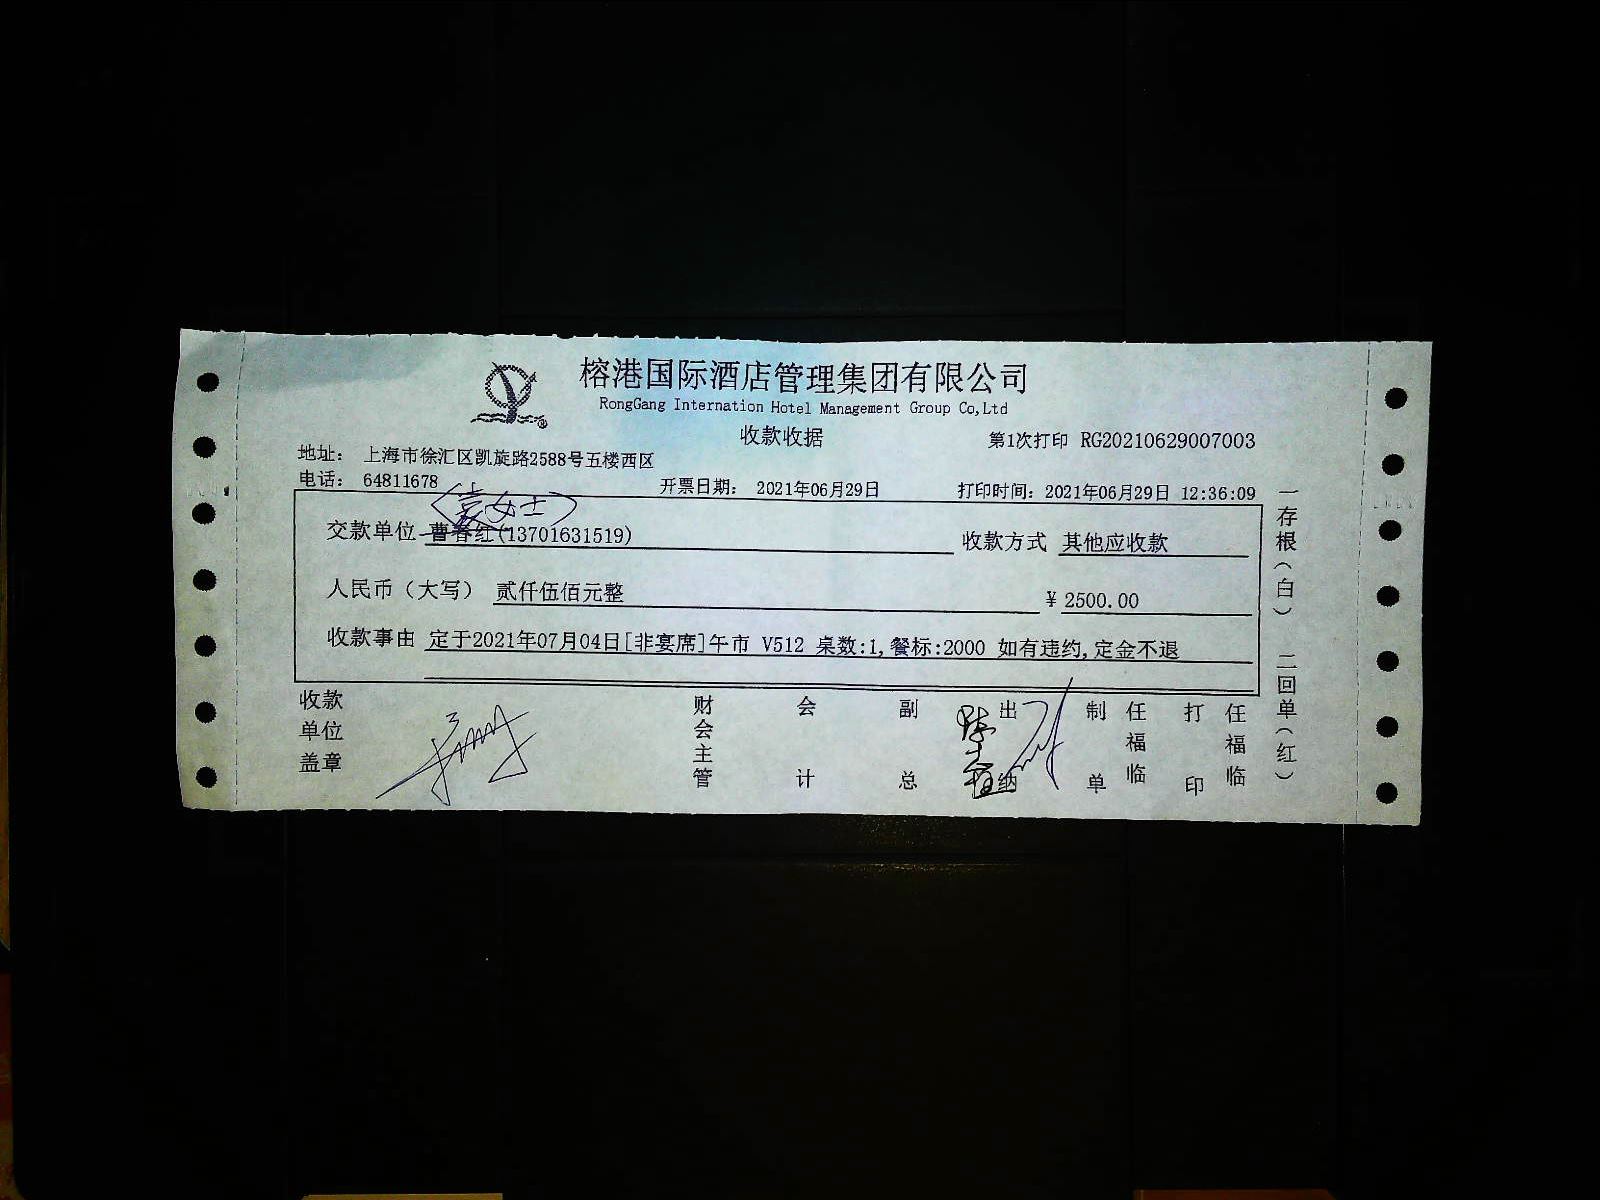 榕港国际酒店管理集团有限公司
RongGang Internation Hotel Management Group Co,Ltd
收款收据
第1次打印 RG20210629007003
地址： 上海市徐汇区凯旋路2588号五楼西区
电话： 64811678
开票日期： 2021年06月29日
打印时间：2021年06月29日 12:36:09
（袁女士）
交款单位 曹春红(13701631519)
收款方式 其他应收款
人民币（大写） 贰仟伍佰元整
¥ 2500.00
收款事由 定于2021年07月04日[非宴席]午市 V512 桌数:1,餐标:2000 如有违约,定金不退
收款
单位
盖章
财会主管
会计
副总
出纳
制单
任福临
打印
任福临
一存根（白） 二回单（红）